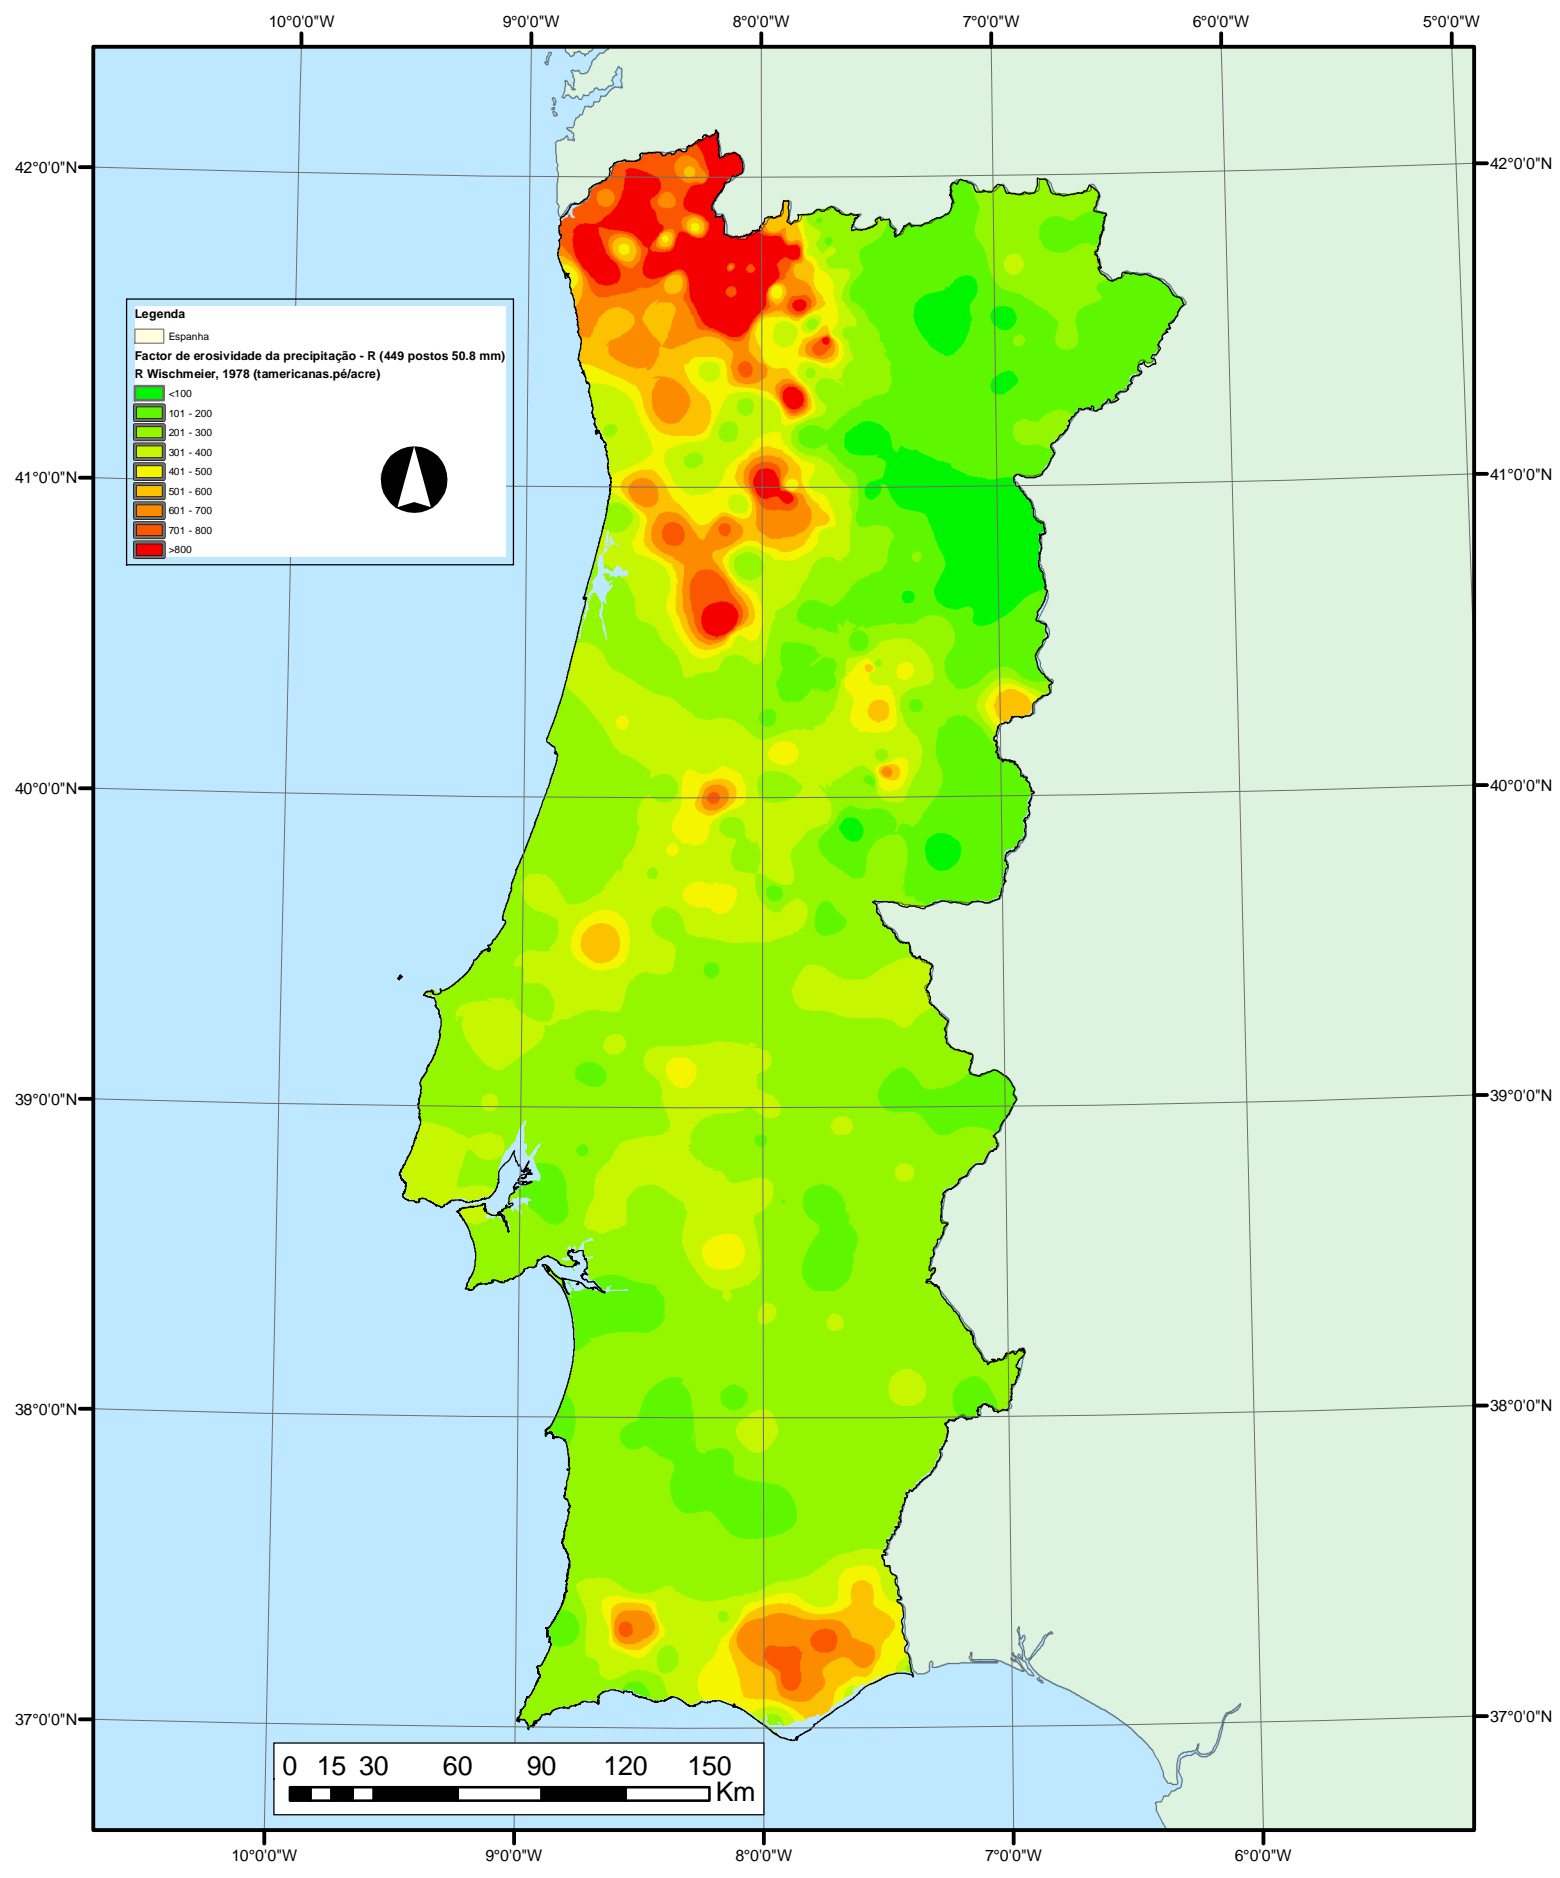 10°0'0"W 9°0'0"W 8°0'0"W 7°0'0"W 6°0'0"W 5°0'0"W
42°0'0"N 42°0'0"N
Legenda
Espanha
Factor de erosividade da precipitação - R (449 postos 50.8 mm)
R Wischmeier, 1978 (tamericanas.pé/acre)
<100
101 - 200
201 - 300
301 - 400
401 - 500
501 - 600
601 - 700
701 - 800
>800
41°0'0"N 41°0'0"N
40°0'0"N 40°0'0"N
39°0'0"N 39°0'0"N
38°0'0"N 38°0'0"N
37°0'0"N 37°0'0"N
0 15 30 60 90 120 150
Km
10°0'0"W 9°0'0"W 8°0'0"W 7°0'0"W 6°0'0"W